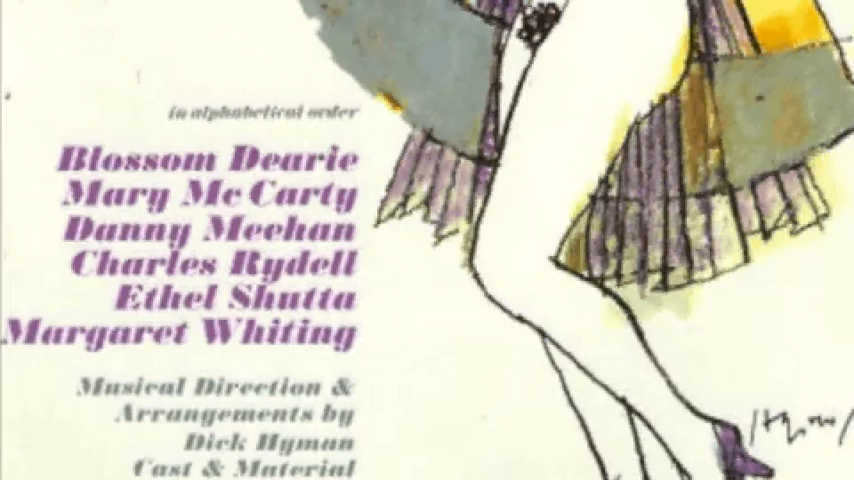 in alphabetical order
Blossom Dearie
Mary Mc Carty
Danny Meehan
Charles Rydell
Ethel Shutta
Margaret Whiting
Musical Direction &
Arrangements by
Dick Hyman
Cast & Material